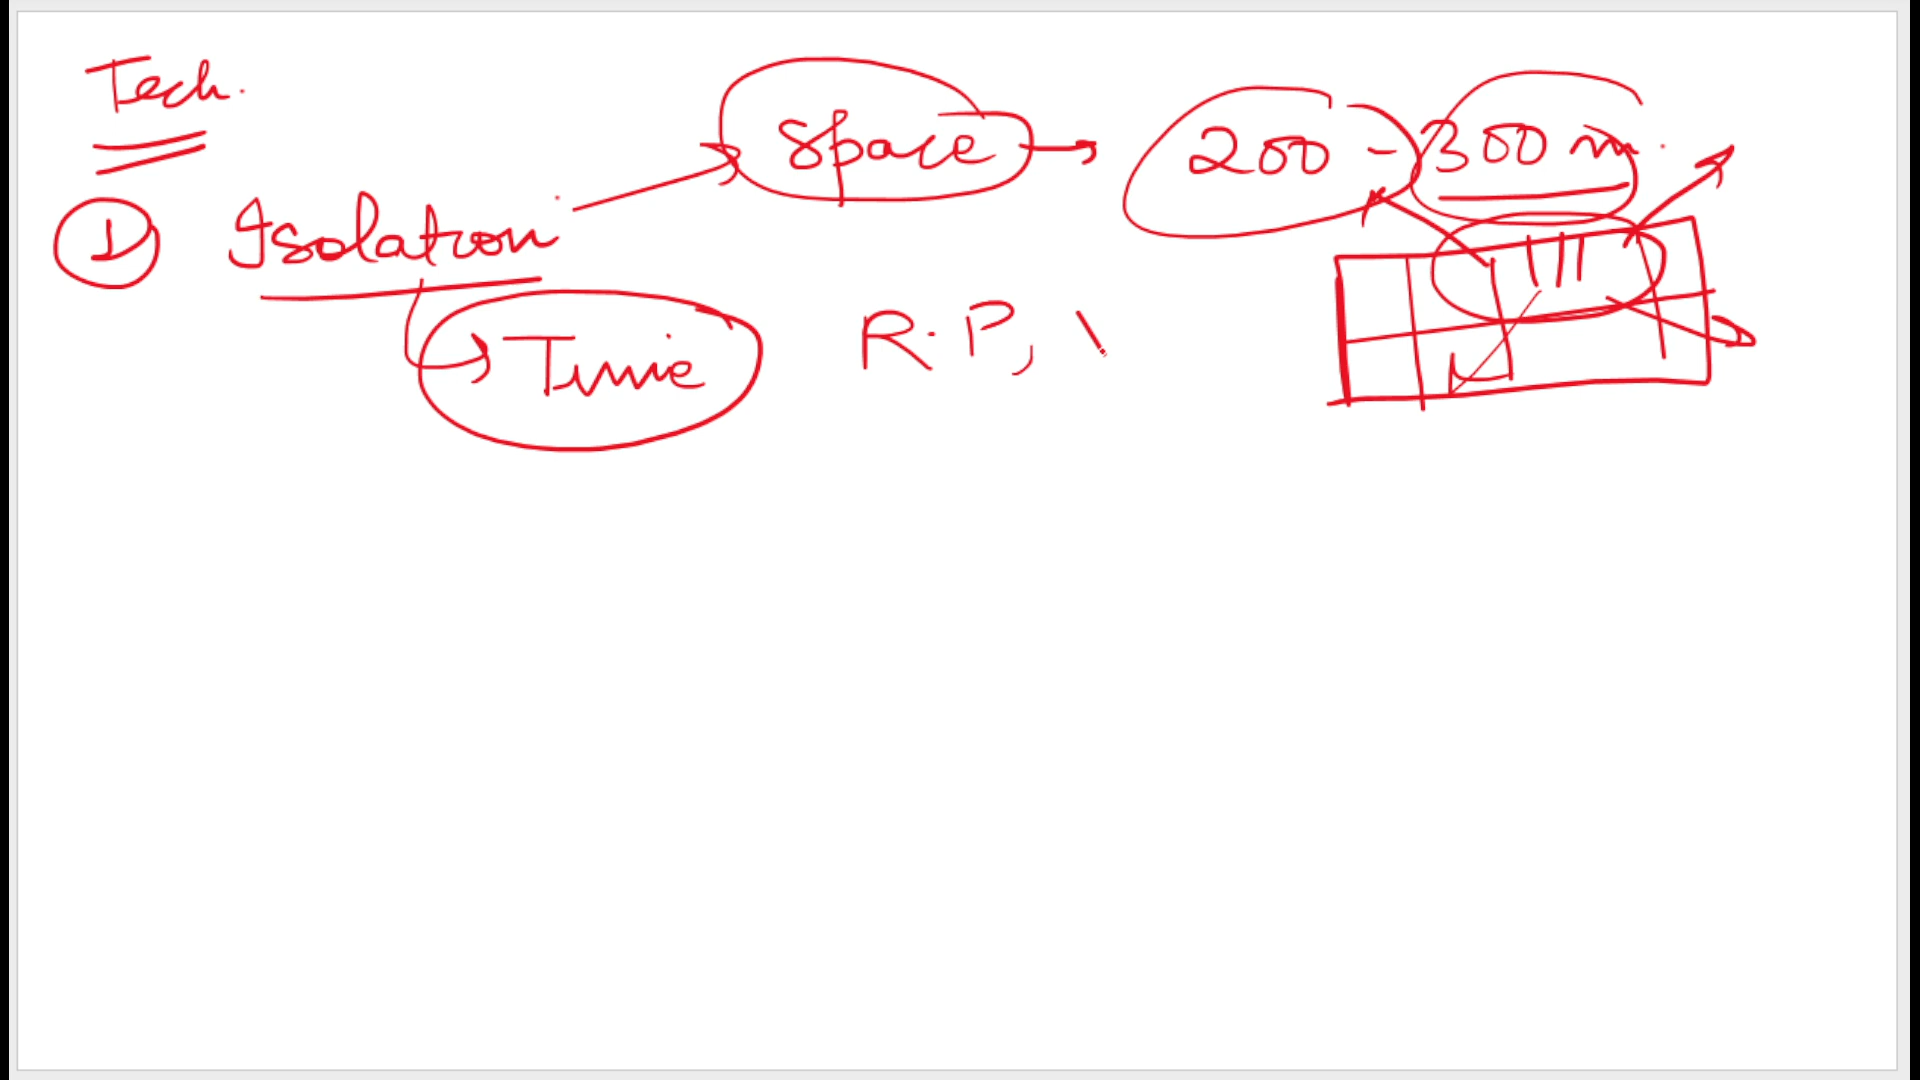 Tech.
① Isolation → Space → 200 - 300 m.
→ Time R.P,